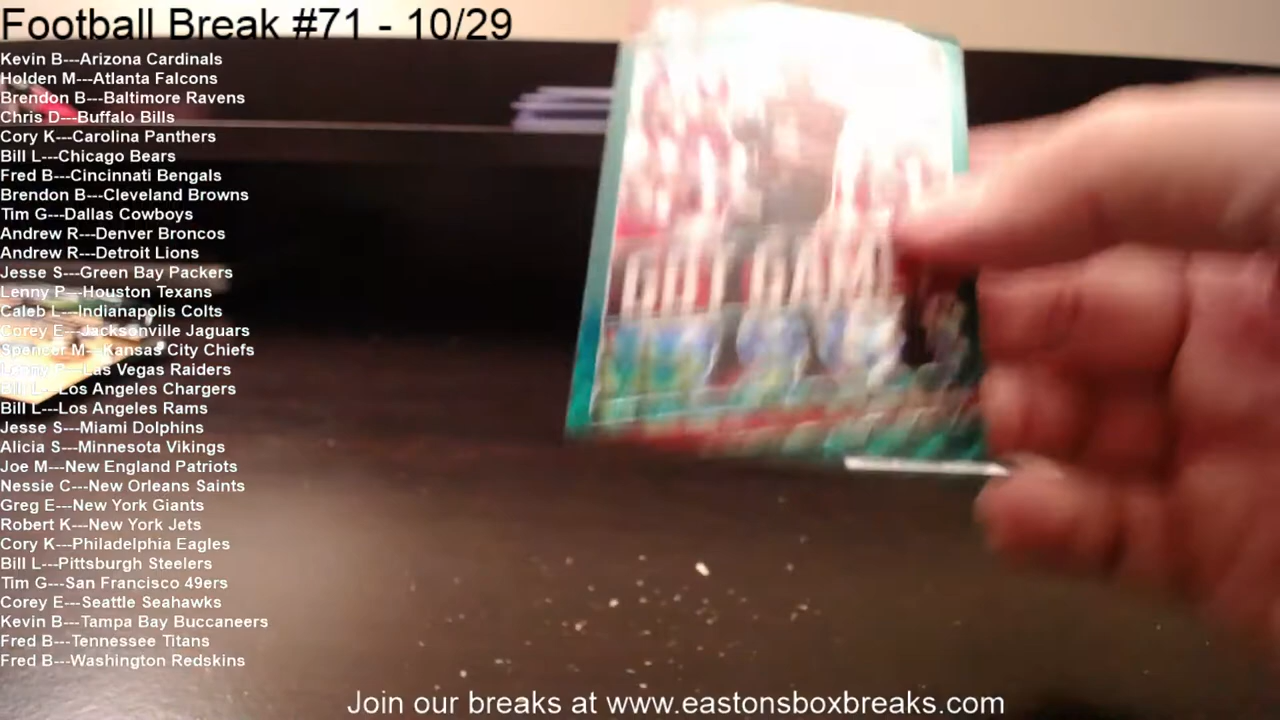 Football Break #71 - 10/29
Kevin B---Arizona Cardinals
Holden M---Atlanta Falcons
Brendon B---Baltimore Ravens
Chris D---Buffalo Bills
Cory K---Carolina Panthers
Bill L---Chicago Bears
Fred B---Cincinnati Bengals
Brendon B---Cleveland Browns
Tim G---Dallas Cowboys
Andrew R---Denver Broncos
Andrew R---Detroit Lions
Jesse S---Green Bay Packers
Lenny P---Houston Texans
Caleb L---Indianapolis Colts
Corey E---Jacksonville Jaguars
Spencer M---Kansas City Chiefs
Lenny P---Las Vegas Raiders
Bill L---Los Angeles Chargers
Bill L---Los Angeles Rams
Jesse S---Miami Dolphins
Alicia S---Minnesota Vikings
Joe M---New England Patriots
Nessie C---New Orleans Saints
Greg E---New York Giants
Robert K---New York Jets
Cory K---Philadelphia Eagles
Bill L---Pittsburgh Steelers
Tim G---San Francisco 49ers
Corey E---Seattle Seahawks
Kevin B---Tampa Bay Buccaneers
Fred B---Tennessee Titans
Fred B---Washington Redskins
Join our breaks at www.eastonsboxbreaks.com